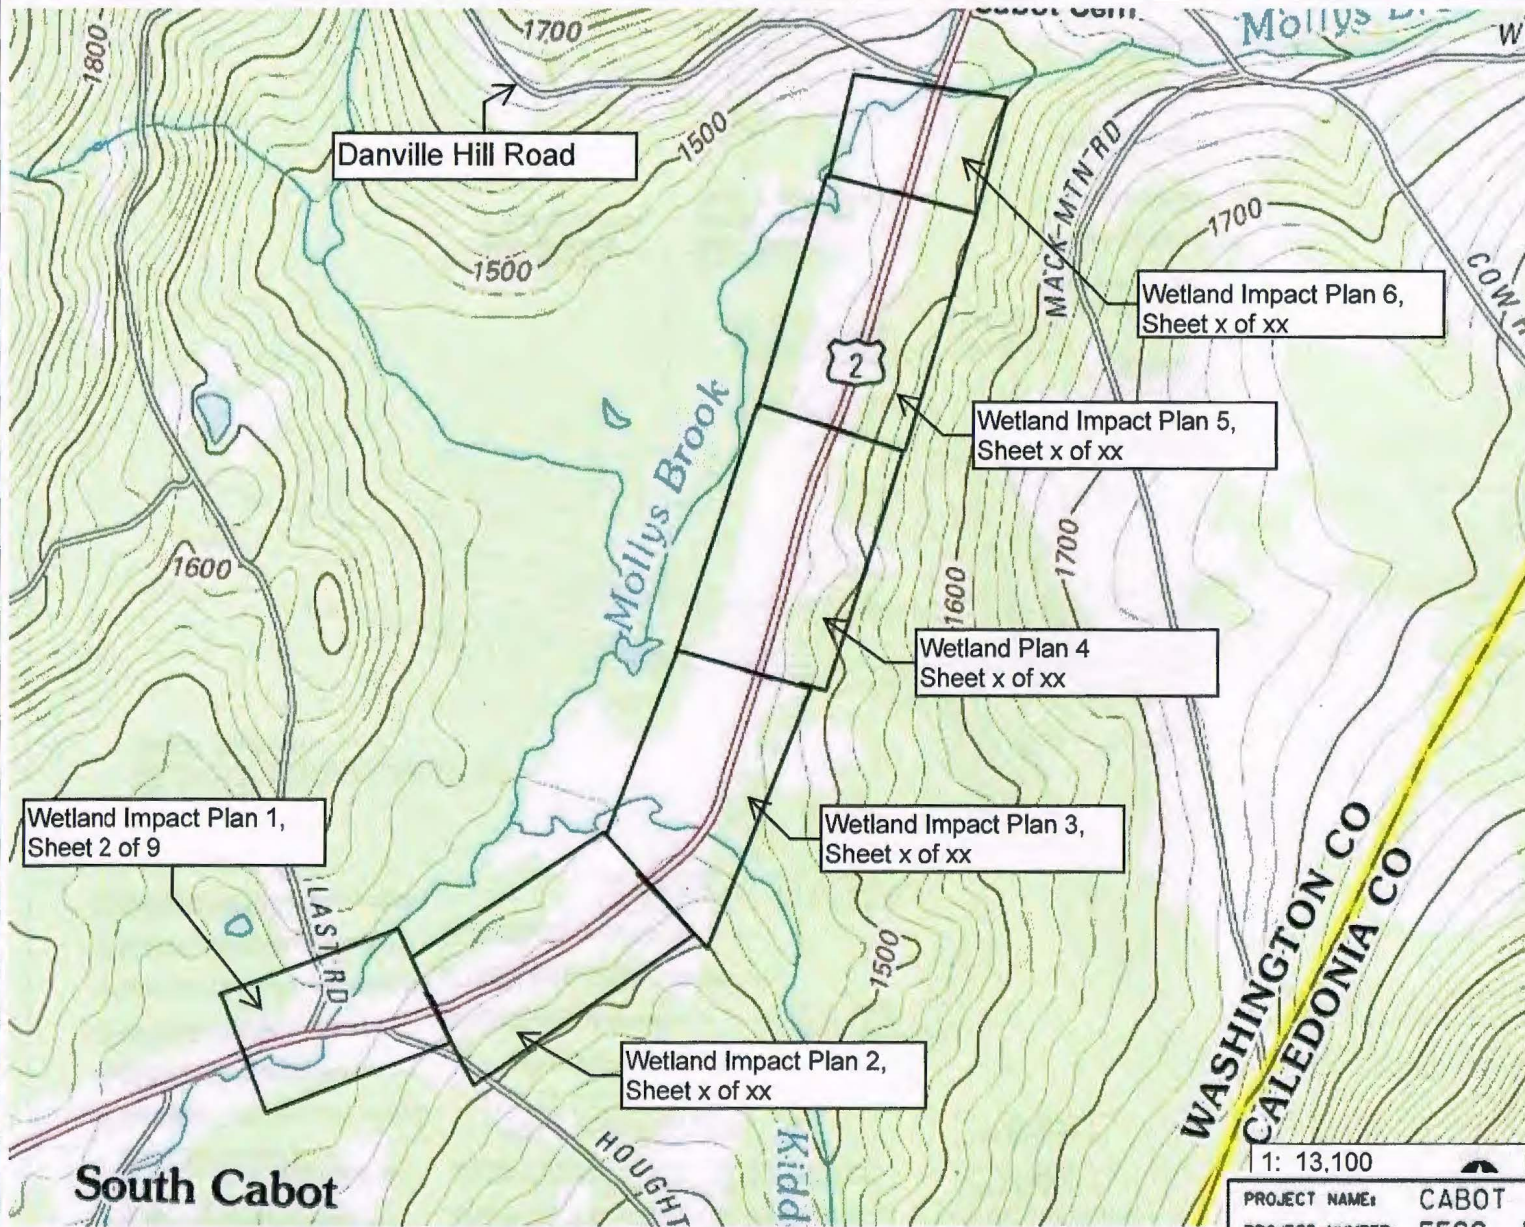 1700
1800
Mollys
W
Danville Hill Road
1500
1500
MACK MTN RD
1700
COW
Wetland Impact Plan 6,
Sheet x of xx
2
Wetland Impact Plan 5,
Sheet x of xx
Mollys Brook
1600
1700
1600
Wetland Plan 4
Sheet x of xx
Wetland Impact Plan 1,
Sheet 2 of 9
Wetland Impact Plan 3,
Sheet x of xx
LAST RD
1500
WASHINGTON CO
CALEDONIA CO
Wetland Impact Plan 2,
Sheet x of xx
HOUGHT
Kidd
South Cabot
1: 13,100
PROJECT NAME: CABOT